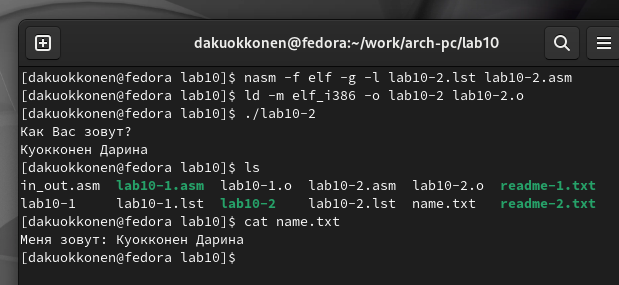 dakuokkonen@fedora:~/work/arch-pc/lab10
[dakuokkonen@fedora lab10]$ nasm -f elf -g -l lab10-2.lst lab10-2.asm
[dakuokkonen@fedora lab10]$ ld -m elf_i386 -o lab10-2 lab10-2.o
[dakuokkonen@fedora lab10]$ ./lab10-2
Как Вас зовут?
Куокконен Дарина
[dakuokkonen@fedora lab10]$ ls
in_out.asm lab10-1.asm lab10-1.o lab10-2.asm lab10-2.o readme-1.txt
lab10-1 lab10-1.lst lab10-2 lab10-2.lst name.txt readme-2.txt
[dakuokkonen@fedora lab10]$ cat name.txt
Меня зовут: Куокконен Дарина
[dakuokkonen@fedora lab10]$